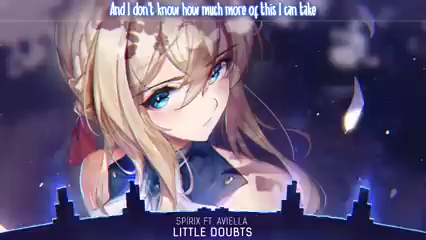 And I don't know how much more of this I can take
SPIRIX FT. AVIELLA
LITTLE DOUBTS